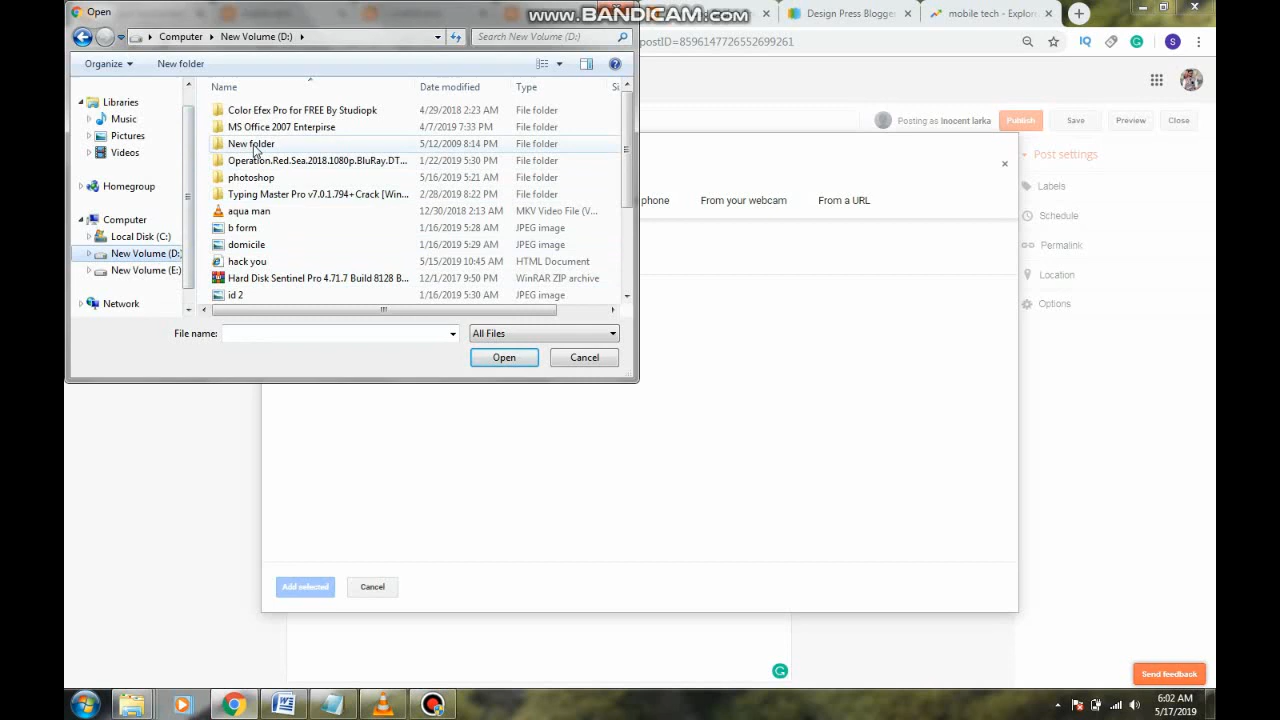 Open
www.BANDICAM.com
Design Press Blogger
mobile tech - Explor
Computer
New Volume (D:)
Search New Volume (D:)
postID=8596147726552699261
IQ
S
Organize
New folder
Name
Date modified
Type
Si
Libraries
Music
Pictures
Videos
Homegroup
Computer
Local Disk (C:)
New Volume (D:
New Volume (E:)
Network
Color Efex Pro for FREE By Studiopk 4/29/2018 2:23 AM File folder
MS Office 2007 Enterpirse 4/7/2019 7:33 PM File folder
New folder 5/12/2009 8:14 PM File folder
Operation.Red.Sea.2018.1080p.BluRay.DT... 1/22/2019 5:30 PM File folder
photoshop 5/16/2019 5:21 AM File folder
Typing Master Pro v7.0.1.794+Crack [Win... 2/28/2019 8:22 PM File folder
aqua man 12/30/2018 2:13 AM MKV Video File (V...
b form 1/16/2019 5:28 AM JPEG image
domicile 1/16/2019 5:29 AM JPEG image
hack you 5/15/2019 10:45 AM HTML Document
Hard Disk Sentinel Pro 4.71.7 Build 8128 B... 12/1/2017 9:50 PM WinRAR ZIP archive
id 2 1/16/2019 5:30 AM JPEG image
File name:
All Files
Open
Cancel
Posting as inocent larka
Publish
Save
Preview
Close
Post settings
Labels
Schedule
Permalink
Location
Options
phone
From your webcam
From a URL
Add selected
Cancel
Send feedback
6:02 AM
5/17/2019